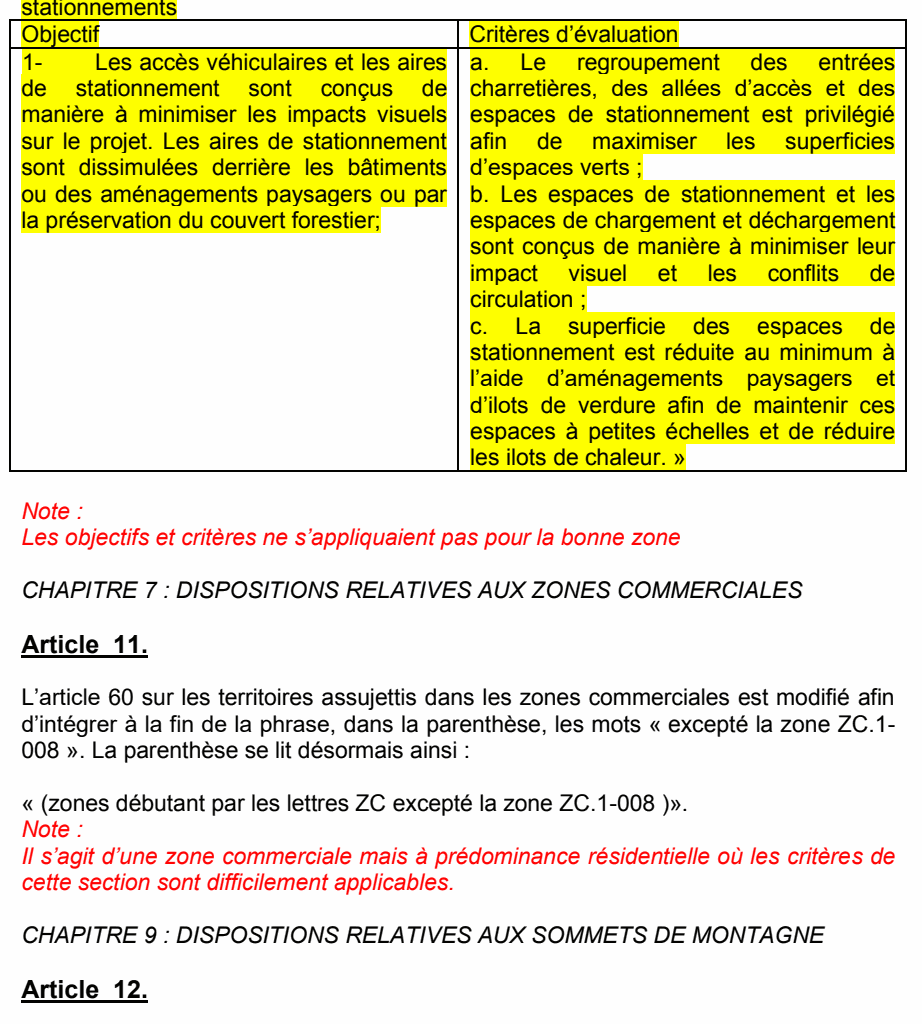 stationnements
Objectif
1- Les accès véhiculaires et les aires
de stationnement sont conçus de
manière à minimiser les impacts visuels
sur le projet. Les aires de stationnement
sont dissimulées derrière les bâtiments
ou des aménagements paysagers ou par
la préservation du couvert forestier;
Critères d'évaluation
a. Le regroupement des entrées
charretières, des allées d'accès et des
espaces de stationnement est privilégié
afin de maximiser les superficies
d'espaces verts ;
b. Les espaces de stationnement et les
espaces de chargement et déchargement
sont conçus de manière à minimiser leur
impact visuel et les conflits de
circulation ;
c. La superficie des espaces de
stationnement est réduite au minimum à
l'aide d'aménagements paysagers et
d'ilots de verdure afin de maintenir ces
espaces à petites échelles et de réduire
les ilots de chaleur. »
Note :
Les objectifs et critères ne s'appliquaient pas pour la bonne zone
CHAPITRE 7 : DISPOSITIONS RELATIVES AUX ZONES COMMERCIALES
Article 11.
L'article 60 sur les territoires assujettis dans les zones commerciales est modifié afin
d'intégrer à la fin de la phrase, dans la parenthèse, les mots « excepté la zone ZC.1-
008 ». La parenthèse se lit désormais ainsi :
« (zones débutant par les lettres ZC excepté la zone ZC.1-008 )».
Note :
Il s'agit d'une zone commerciale mais à prédominance résidentielle où les critères de
cette section sont difficilement applicables.
CHAPITRE 9 : DISPOSITIONS RELATIVES AUX SOMMETS DE MONTAGNE
Article 12.